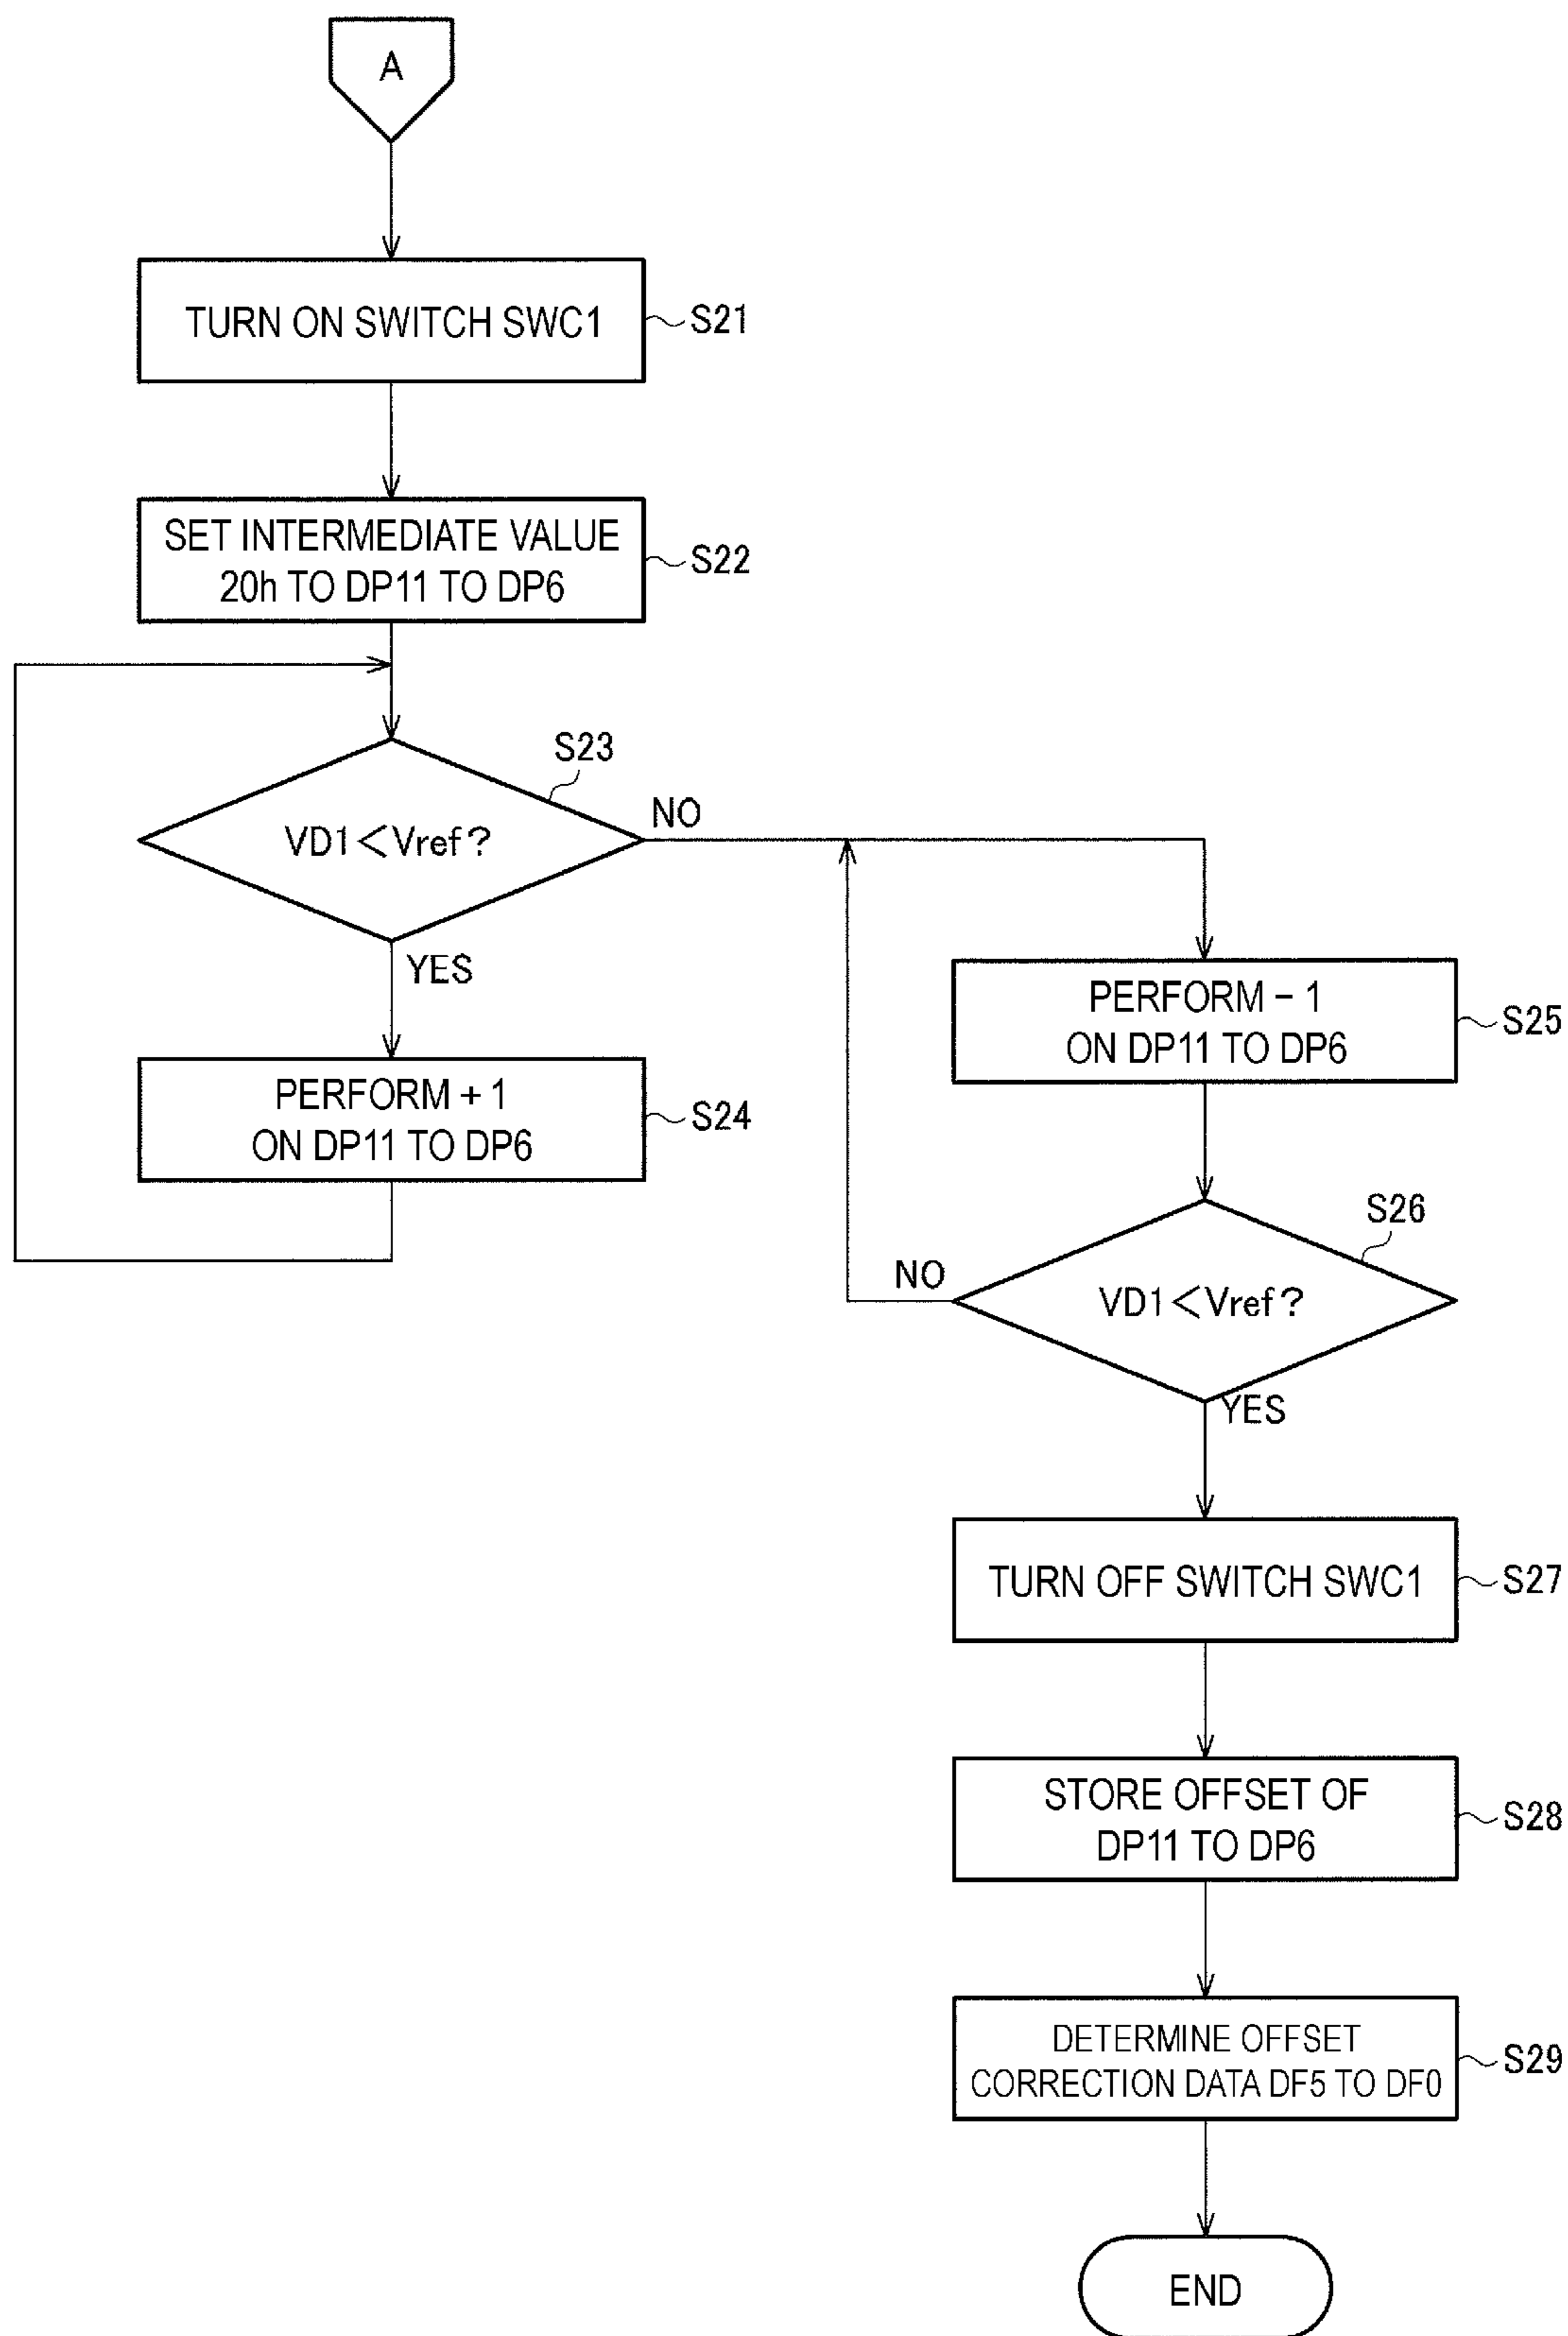 A
TURN ON SWITCH SWC1
S21
SET INTERMEDIATE VALUE
20h TO DP11 TO DP6
S22
S23
VD1<Vref?
NO
YES
PERFORM + 1
ON DP11 TO DP6
S24
PERFORM − 1
ON DP11 TO DP6
S25
S26
VD1<Vref?
NO
YES
TURN OFF SWITCH SWC1
S27
STORE OFFSET OF
DP11 TO DP6
S28
DETERMINE OFFSET
CORRECTION DATA DF5 TO DF0
S29
END